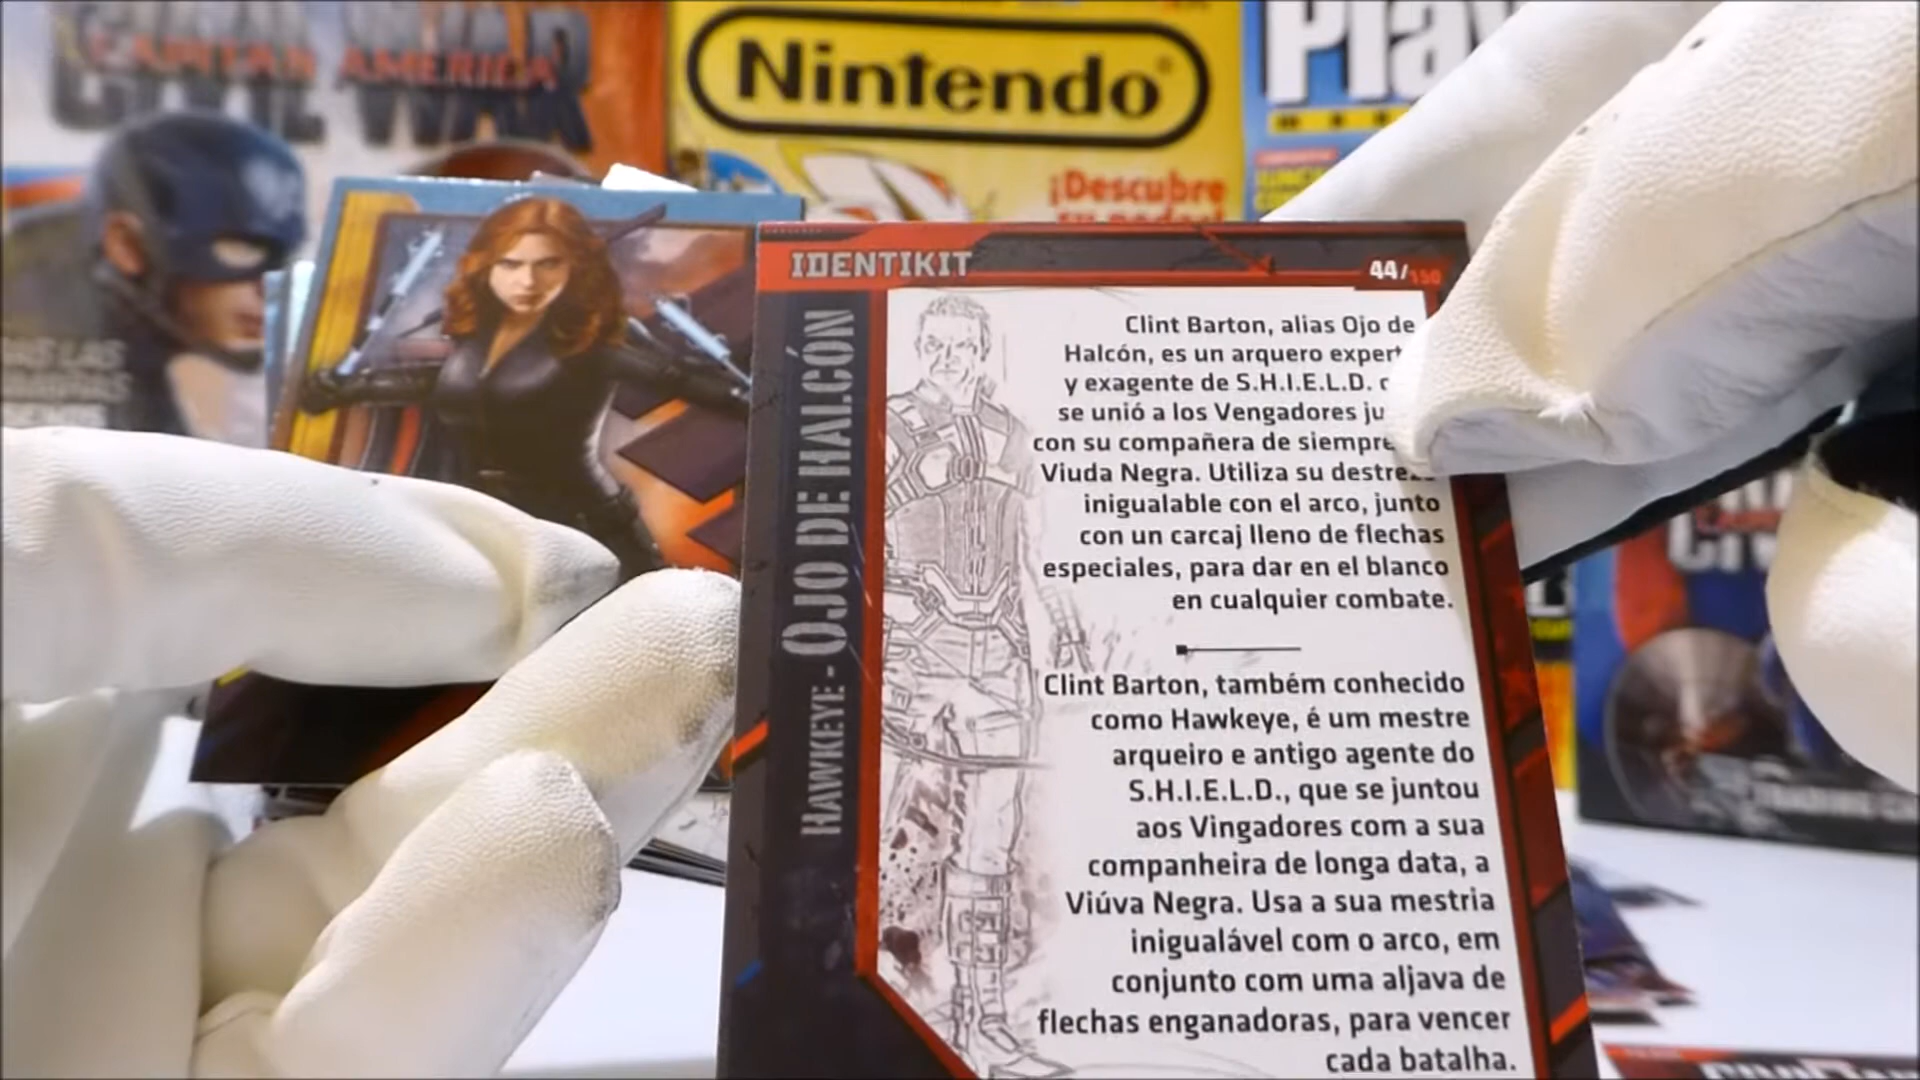 CIVIL WAR
CAPITÁN AMERICA
Nintendo
¡Descubre
su poder!
Pla
IDENTIKIT
44/150
HAWKEYE - OJO DE HALCÓN
Clint Barton, alias Ojo de
Halcón, es un arquero expert
y exagente de S.H.I.E.L.D.
se unió a los Vengadores ju
con su compañera de siempre
Viuda Negra. Utiliza su destre
inigualable con el arco, junto
con un carcaj lleno de flechas
especiales, para dar en el blanco
en cualquier combate.
Clint Barton, também conhecido
como Hawkeye, é um mestre
arqueiro e antigo agente do
S.H.I.E.L.D., que se juntou
aos Vingadores com a sua
companheira de longa data, a
Viúva Negra. Usa a sua mestria
inigualável com o arco, em
conjunto com uma aljava de
flechas enganadoras, para vencer
cada batalha.